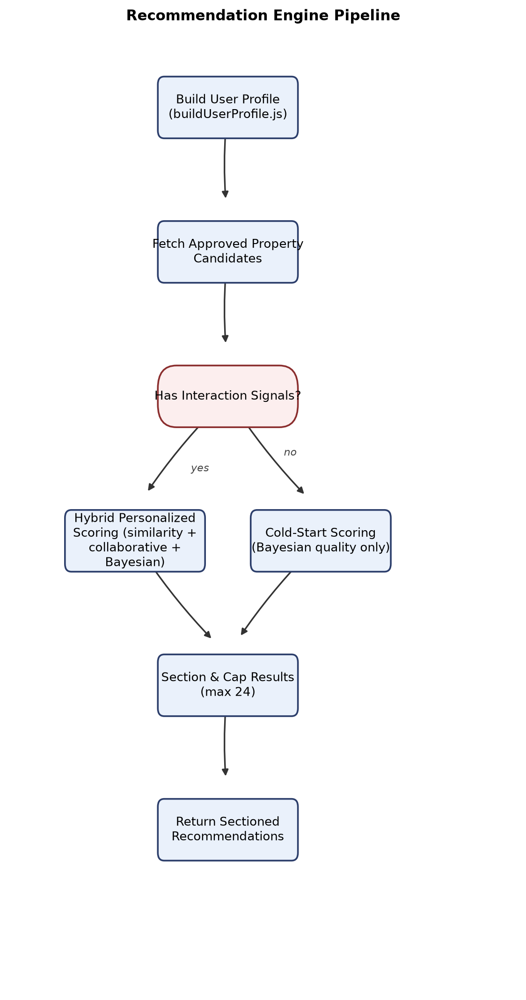 Recommendation Engine Pipeline
Build User Profile
(buildUserProfile.js)
Fetch Approved Property
Candidates
Has Interaction Signals?
no
yes
Hybrid Personalized
Scoring (similarity +
collaborative +
Bayesian)
Cold-Start Scoring
(Bayesian quality only)
Section & Cap Results
(max 24)
Return Sectioned
Recommendations